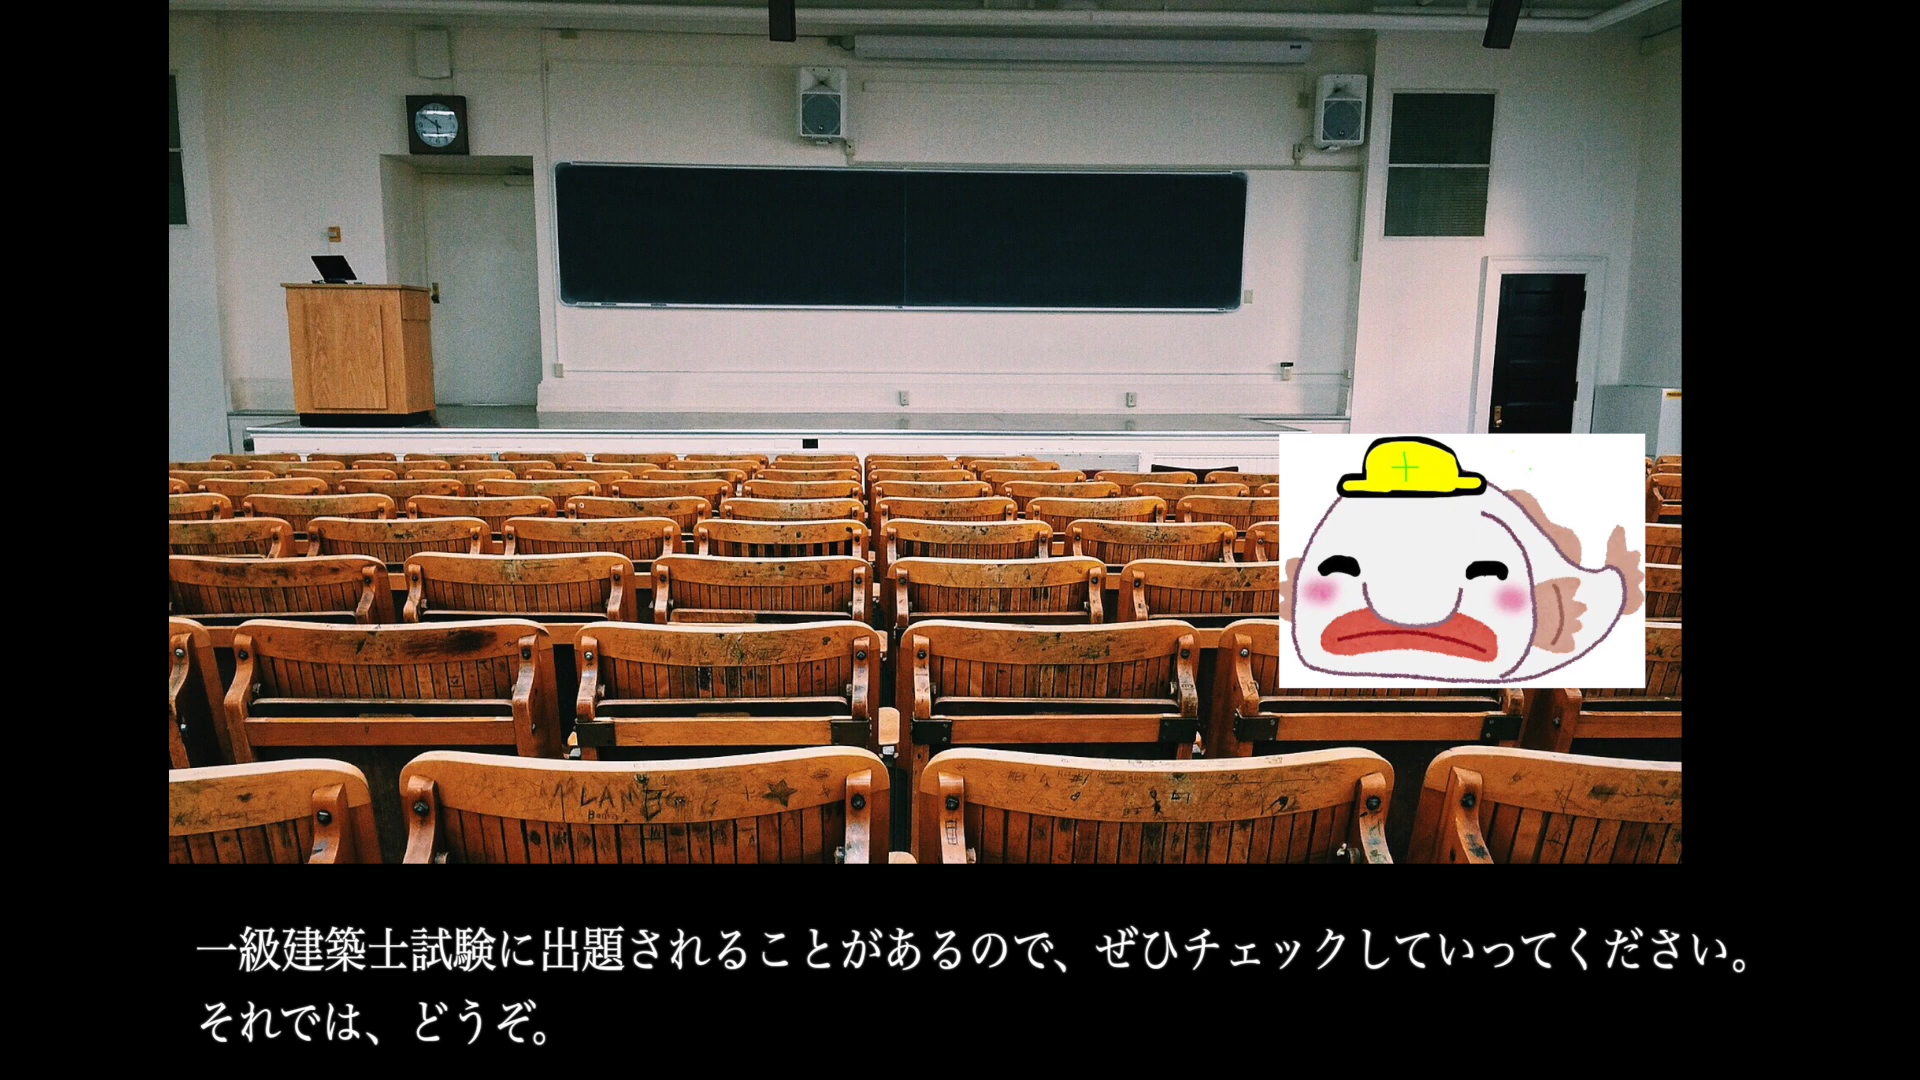 一級建築士試験に出題されることがあるので、ぜひチェックしていってください。
それでは、どうぞ。